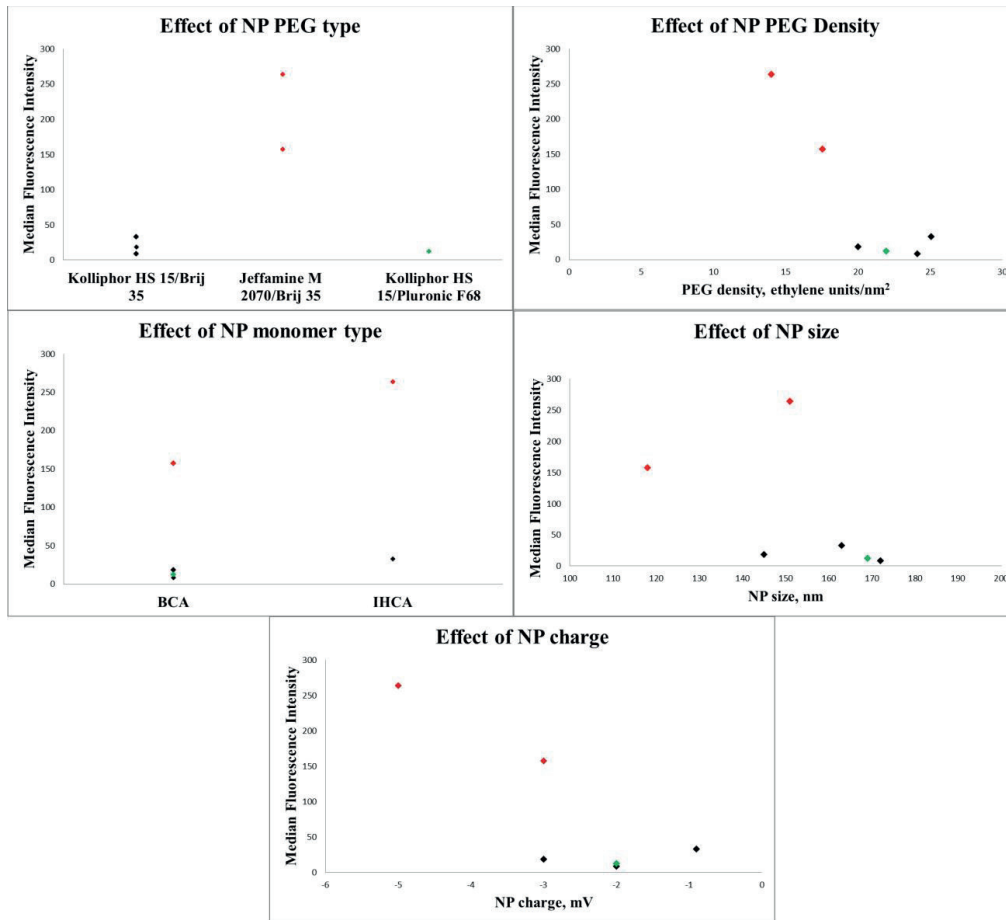 Effect of NP PEG type
Median Fluorescence Intensity
300
250
200
150
100
50
0
Kolliphor HS 15/Brij
35
Jeffamine M
2070/Brij 35
Kolliphor HS
15/Pluronic F68
Effect of NP PEG Density
Median Fluorescence Intensity
300
250
200
150
100
50
0
0 5 10 15 20 25 30
PEG density, ethylene units/nm²
Effect of NP monomer type
Median Fluorescence Intensity
300
250
200
150
100
50
0
BCA IHCA
Effect of NP size
Median Fluorescence Intensity
300
250
200
150
100
50
0
100 110 120 130 140 150 160 170 180 190 200
NP size, nm
Effect of NP charge
Median Fluorescence Intensity
300
250
200
150
100
50
0
-6 -5 -4 -3 -2 -1 0
NP charge, mV